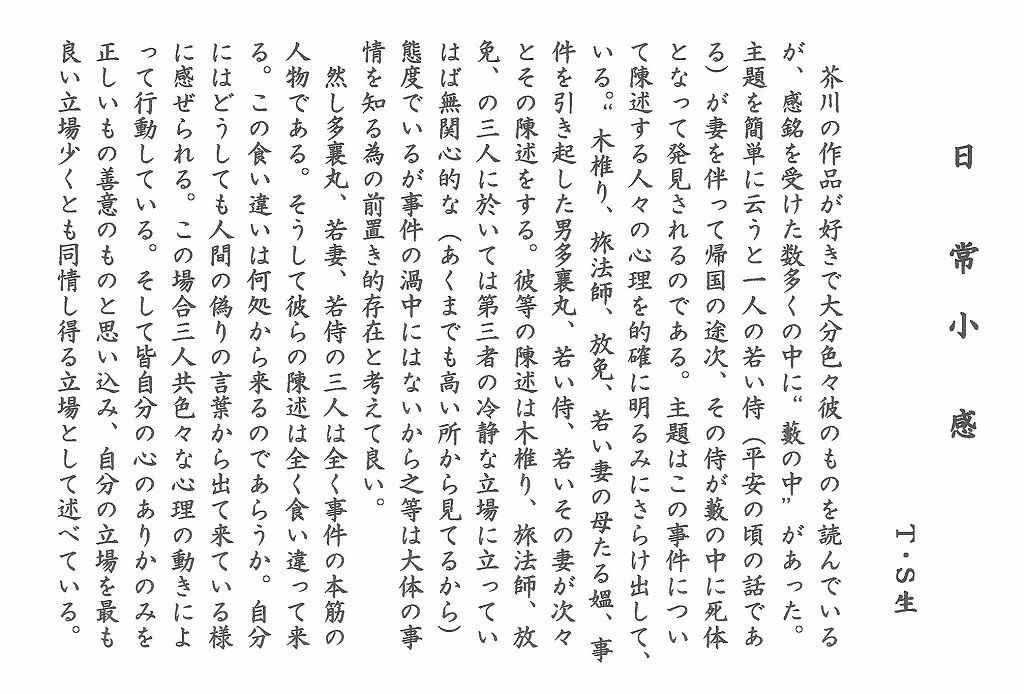 日常小感
T・S生
芥川の作品が好きで大分色々彼のものを読んでいる
が、感銘を受けた数多くの中に“藪の中”があった。
主題を簡単に云うと一人の若い侍（平安の頃の話であ
る）が妻を伴って帰国の途次、その侍が藪の中に死体
となって発見されるのである。主題はこの事件につい
て陳述する人々の心理を的確に明るみにさらけ出して、
いる。“木椎り、旅法師、放免、若い妻の母たる媼、事
件を引き起した男多襄丸、若い侍、若いその妻が次々
とその陳述をする。彼等の陳述は木椎り、旅法師、放
免、の三人に於いては第三者の冷静な立場に立ってい
はば無関心的な（あくまでも高い所から見てるから）
態度でいるが事件の渦中にはないから之等は大体の事
情を知る為の前置き的存在と考えて良い。
然し多襄丸、若妻、若侍の三人は全く事件の本筋の
人物である。そうして彼らの陳述は全く食い違って来
る。この食い違いは何処から来るのであらうか。自分
にはどうしても人間の偽りの言葉から出て来ている様
に感ぜられる。この場合三人共色々な心理の動きによ
って行動している。そして皆自分の心のありかのみを
正しいもの善意のものと思い込み、自分の立場を最も
良い立場少くとも同情し得る立場として述べている。